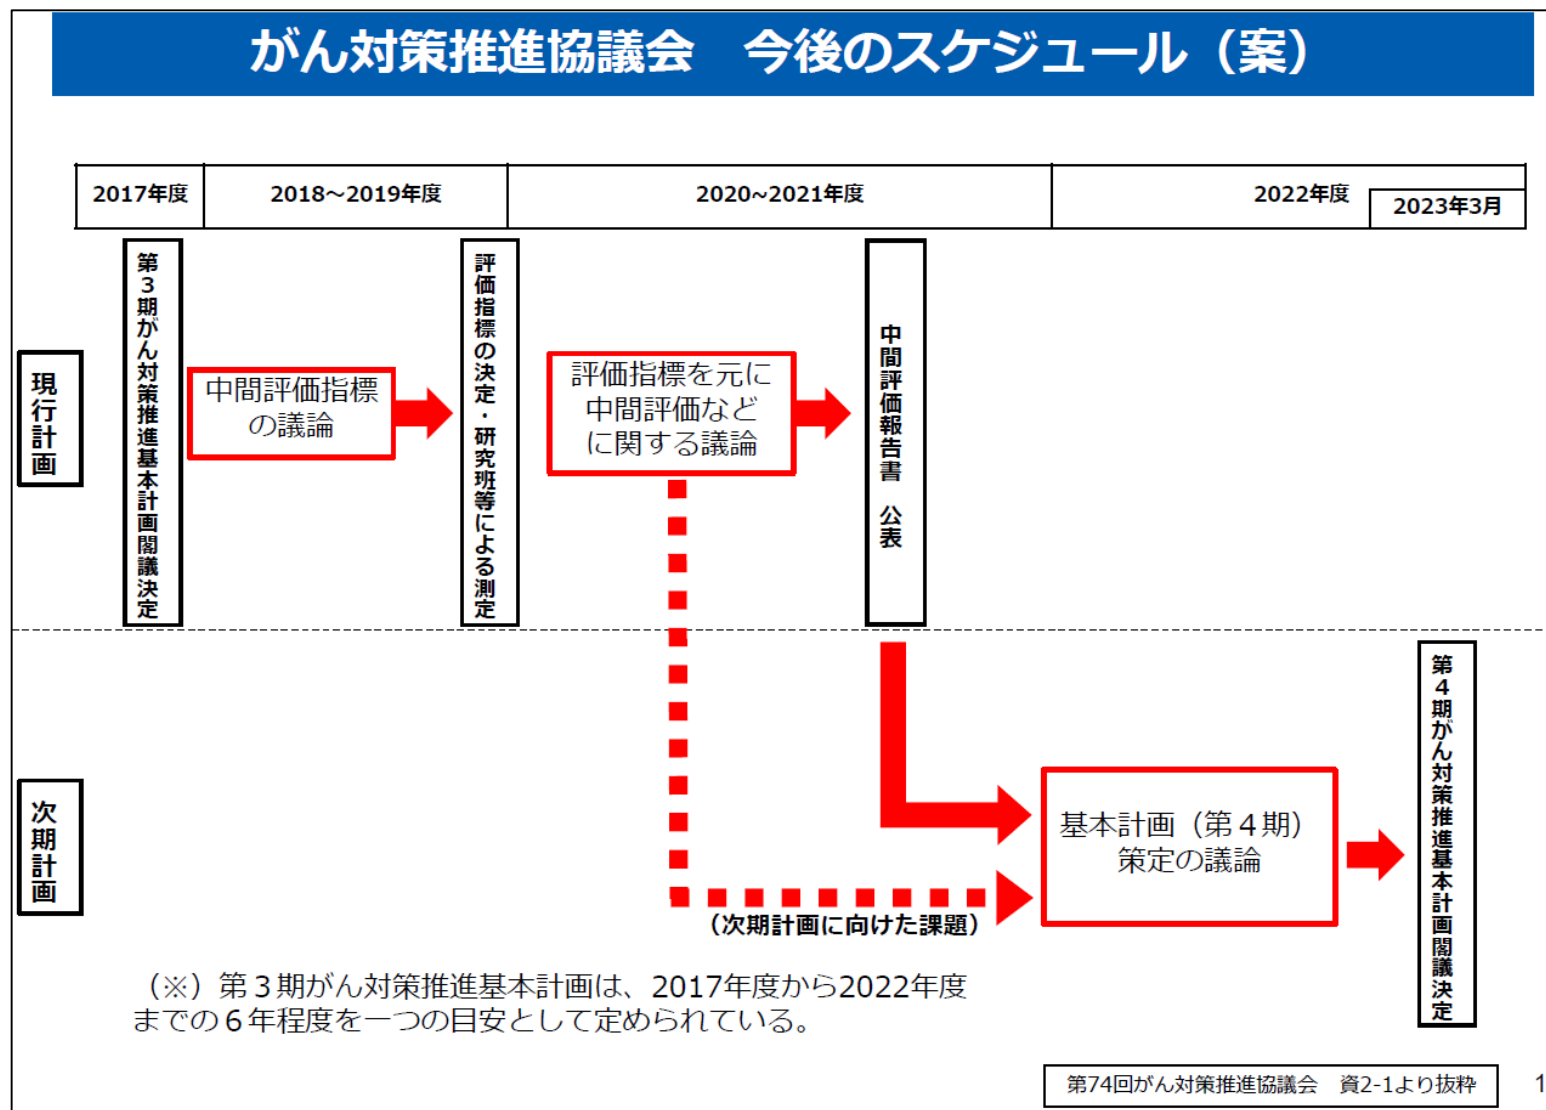 がん対策推進協議会　今後のスケジュール（案）
2017年度
2018～2019年度
2020~2021年度
2022年度
2023年3月
現行計画
第３期がん対策推進基本計画閣議決定
中間評価指標
の議論
評価指標の決定・研究班等による測定
評価指標を元に
中間評価など
に関する議論
中間評価報告書　公表
次期計画
基本計画（第４期）
策定の議論
（次期計画に向けた課題）
第４期がん対策推進基本計画閣議決定
（※）第３期がん対策推進基本計画は、2017年度から2022年度
までの６年程度を一つの目安として定められている。
第74回がん対策推進協議会　資2-1より抜粋
1